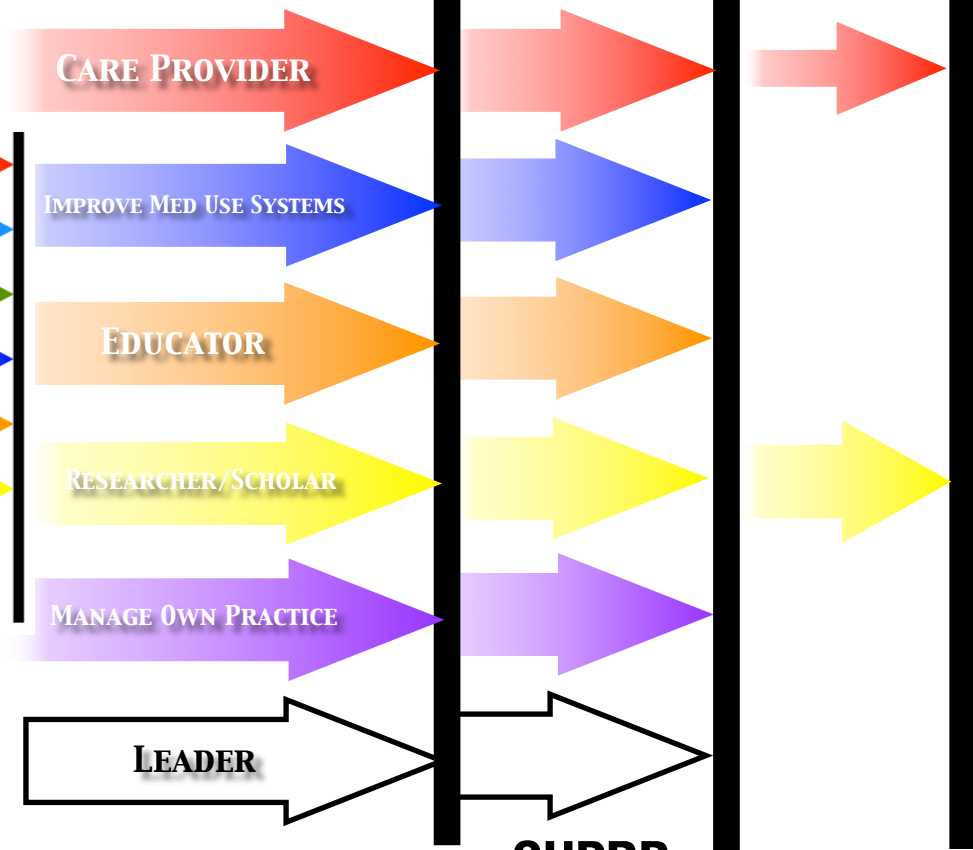 Care Provider
Improve Med Use Systems
Educator
Researcher/Scholar
Manage Own Practice
Leader